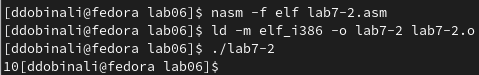 [ddobinali@fedora lab06]$ nasm -f elf lab7-2.asm
[ddobinali@fedora lab06]$ ld -m elf_i386 -o lab7-2 lab7-2.o
[ddobinali@fedora lab06]$ ./lab7-2
10[ddobinali@fedora lab06]$